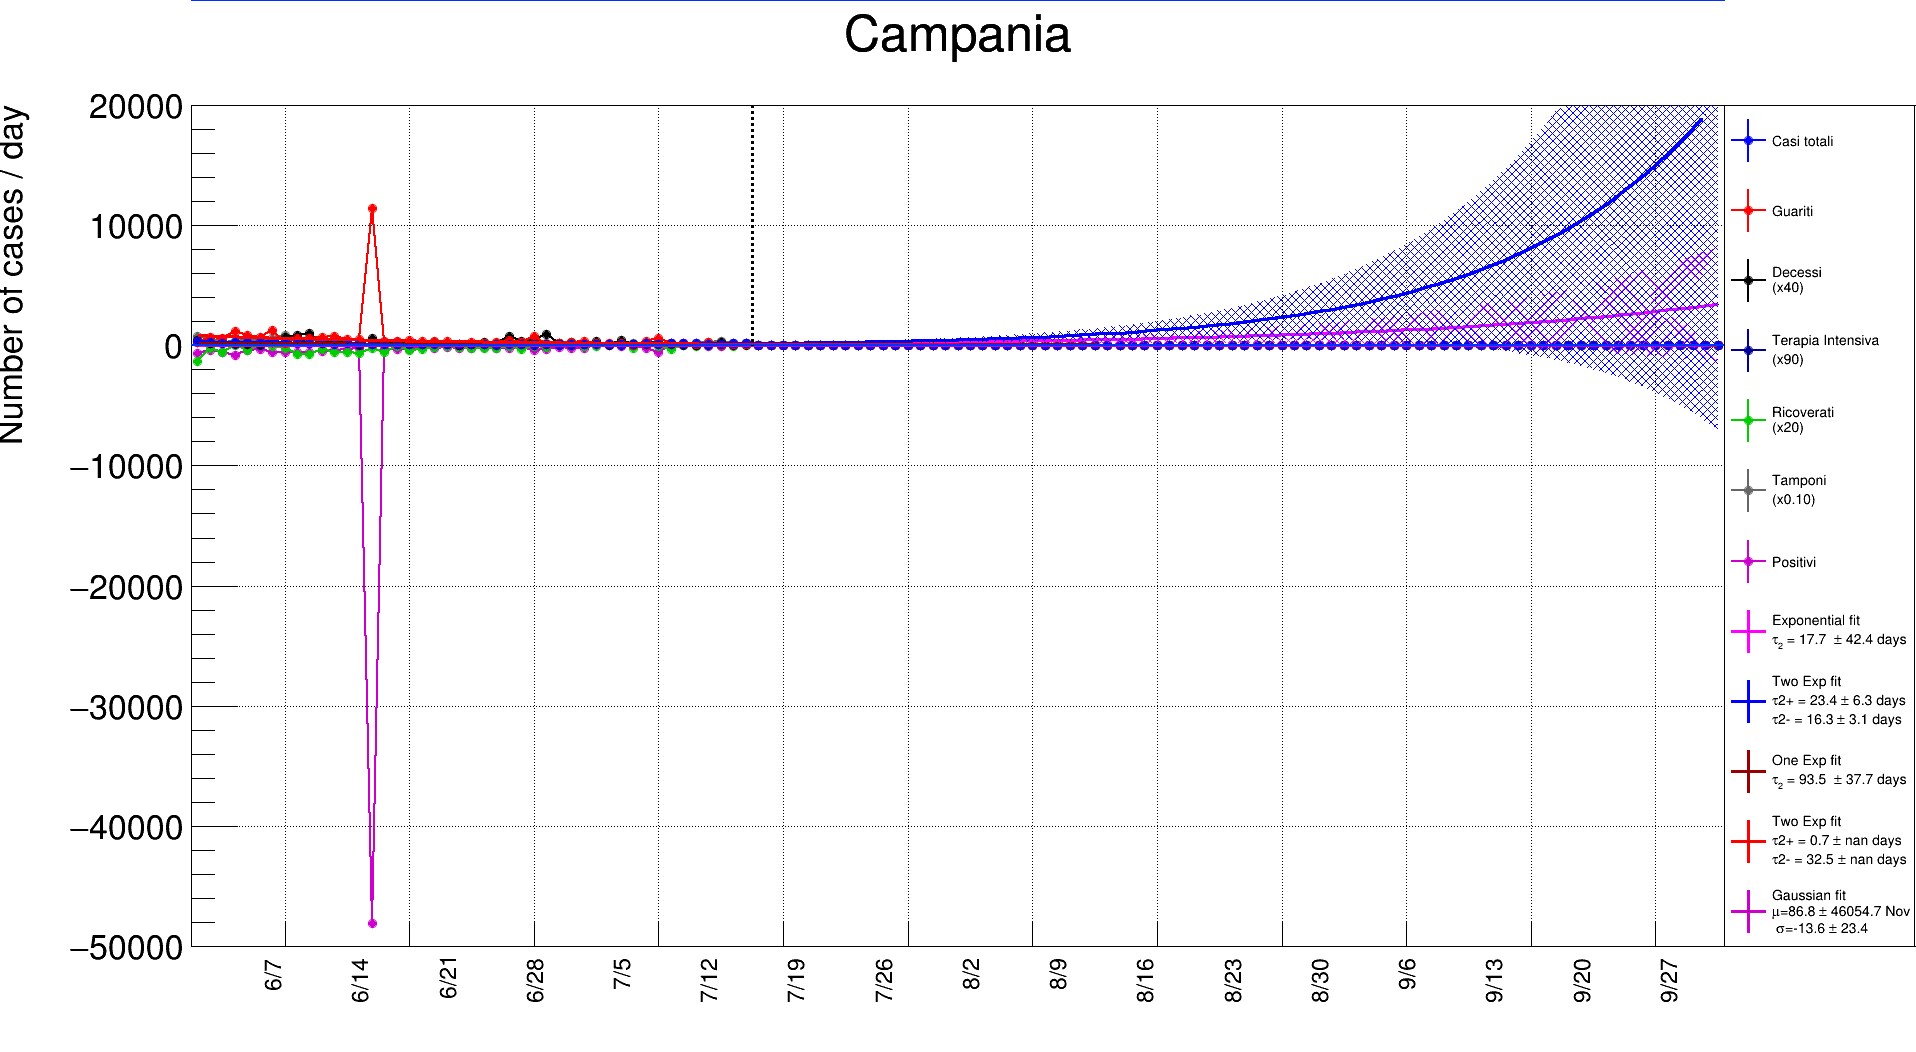 Campania
Number of cases / day
20000
10000
0
−10000
−20000
−30000
−40000
−50000
6/7
6/14
6/21
6/28
7/5
7/12
7/19
7/26
8/2
8/9
8/16
8/23
8/30
9/6
9/13
9/20
9/27
Casi totali
Guariti
Decessi
(x40)
Terapia Intensiva
(x90)
Ricoverati
(x20)
Tamponi
(x0.10)
Positivi
Exponential fit
τ2 = 17.7 ± 42.4 days
Two Exp fit
τ2+ = 23.4 ± 6.3 days
τ2- = 16.3 ± 3.1 days
One Exp fit
τ2 = 93.5 ± 37.7 days
Two Exp fit
τ2+ = 0.7 ± nan days
τ2- = 32.5 ± nan days
Gaussian fit
μ=86.8 ± 46054.7 Nov
σ=-13.6 ± 23.4